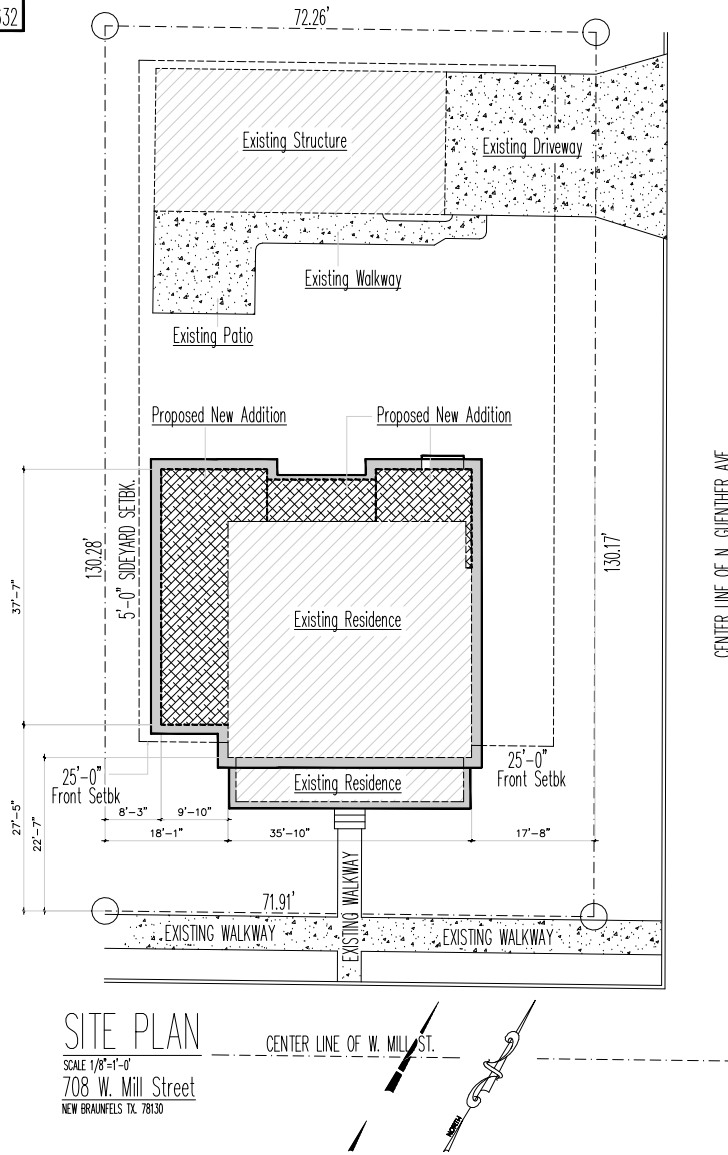 632
72.26'
Existing Structure
Existing Driveway
Existing Walkway
Existing Patio
Proposed New Addition
Proposed New Addition
130.28'
5'-0" SIDEYARD SETBK.
130.17'
CENTER LINE OF N. GUENTHER AVE
37'-7"
Existing Residence
25'-0"
Front Setbk
25'-0"
Front Setbk
Existing Residence
27'-5"
22'-7"
8'-3"
9'-10"
18'-1"
35'-10"
17'-8"
71.91'
EXISTING WALKWAY
EXISTING WALKWAY
EXISTING WALKWAY
SITE PLAN
SCALE 1/8"=1'-0'
708 W. Mill Street
NEW BRAUNFELS TX. 78130
CENTER LINE OF W. MILL ST.
NORTH